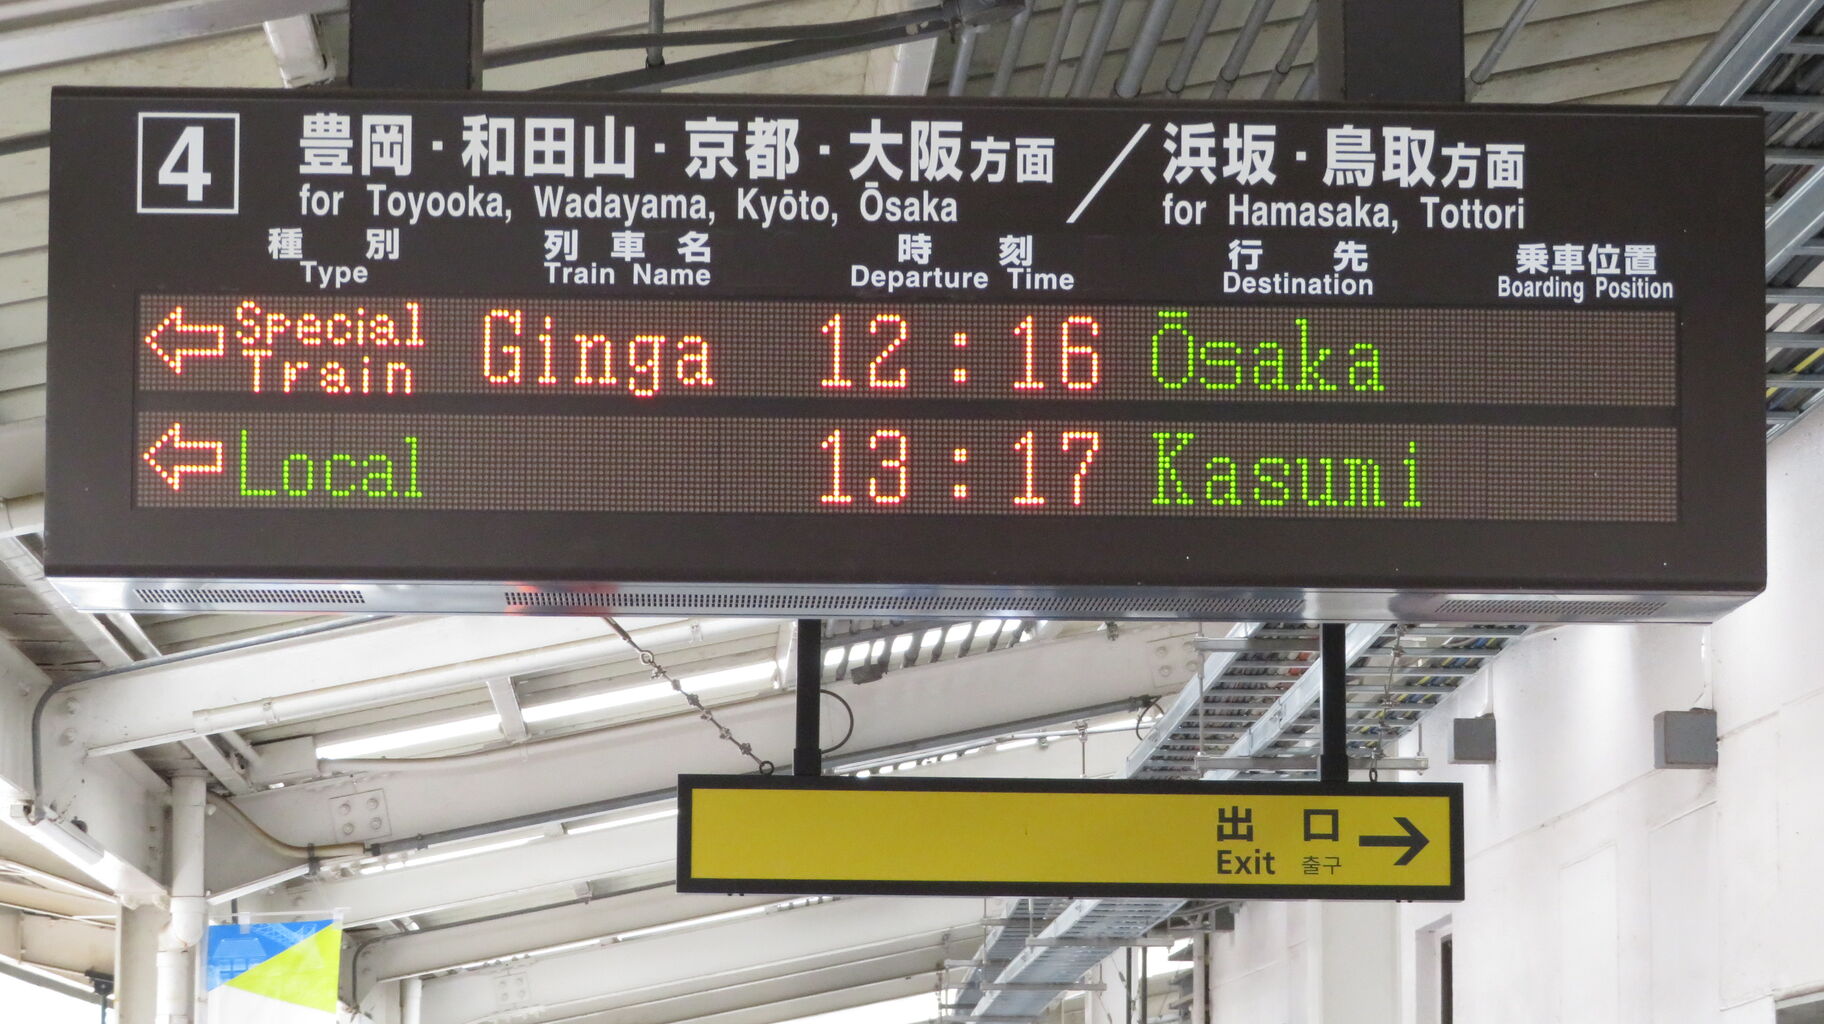 4 豊岡・和田山・京都・大阪方面 / 浜坂・鳥取方面
for Toyooka, Wadayama, Kyōto, Ōsaka for Hamasaka, Tottori
種別 列車名 時刻 行先 乗車位置
Type Train Name Departure Time Destination Boarding Position
← Special Train Ginga 12:16 Ōsaka
← Local 13:17 Kasumi
出口 →
Exit 출구